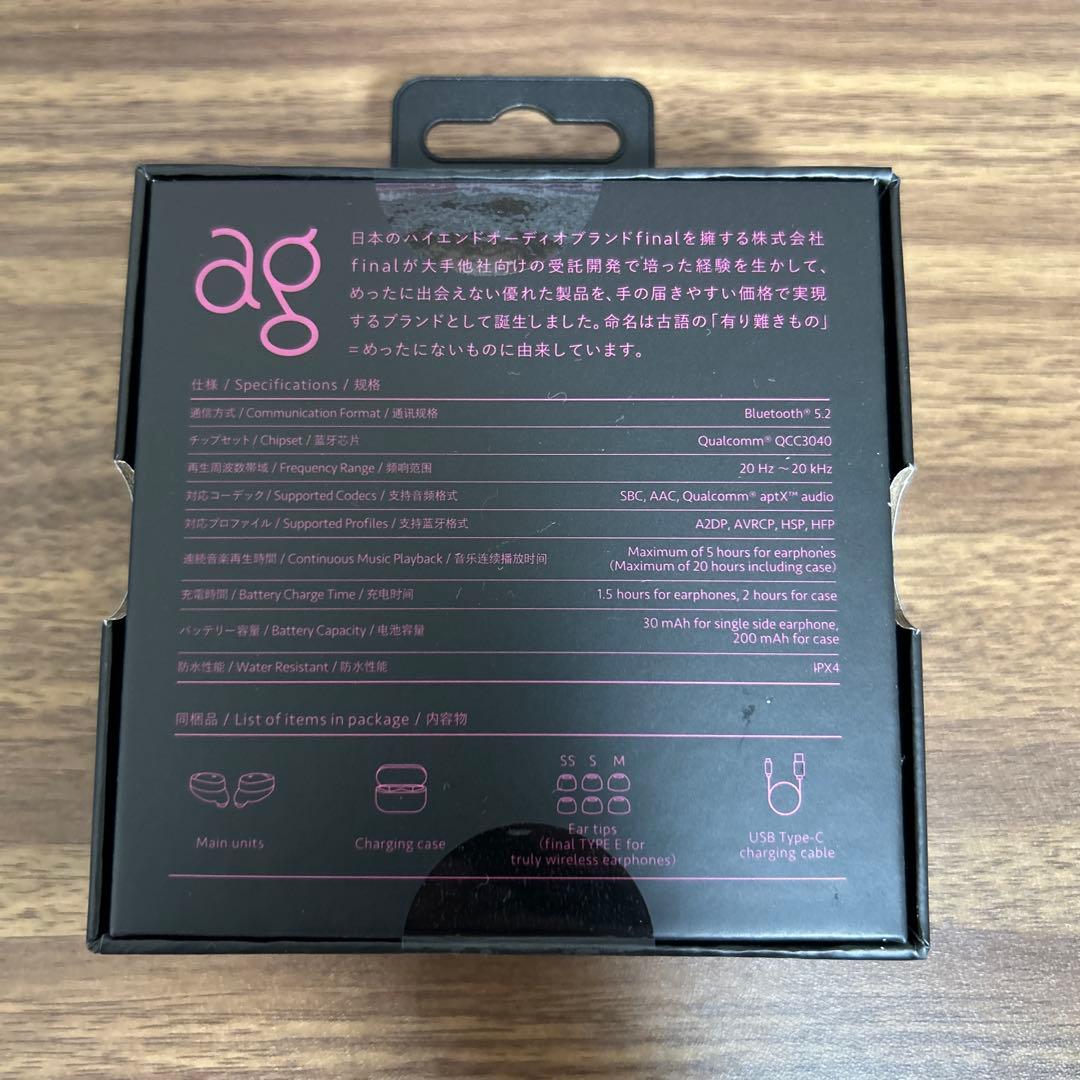 ag
日本のハイエンドオーディオブランドfinalを擁する株式会社
finalが大手他社向けの受託開発で培った経験を生かして、
めったに出会えない優れた製品を、手の届きやすい価格で実現
するブランドとして誕生しました。命名は古語の「有り難きもの」
=めったにないものに由来しています。
仕様 / Specifications / 规格
通信方式 / Communication Format / 通讯规格 Bluetooth® 5.2
チップセット / Chipset / 蓝牙芯片 Qualcomm® QCC3040
再生周波数帯域 / Frequency Range / 频响范围 20 Hz ~ 20 kHz
対応コーデック / Supported Codecs / 支持音频格式 SBC, AAC, Qualcomm® aptX™ audio
対応プロファイル / Supported Profiles / 支持蓝牙格式 A2DP, AVRCP, HSP, HFP
連続音楽再生時間 / Continuous Music Playback / 音乐连续播放时间 Maximum of 5 hours for earphones
(Maximum of 20 hours including case)
充電時間 / Battery Charge Time / 充电时间 1.5 hours for earphones, 2 hours for case
バッテリー容量 / Battery Capacity / 电池容量 30 mAh for single side earphone,
200 mAh for case
防水性能 / Water Resistant / 防水性能 IPX4
同梱品 / List of items in package / 内容物
SS S M
Main units
Charging case
Ear tips
(final TYPE E for
truly wireless earphones)
USB Type-C
charging cable